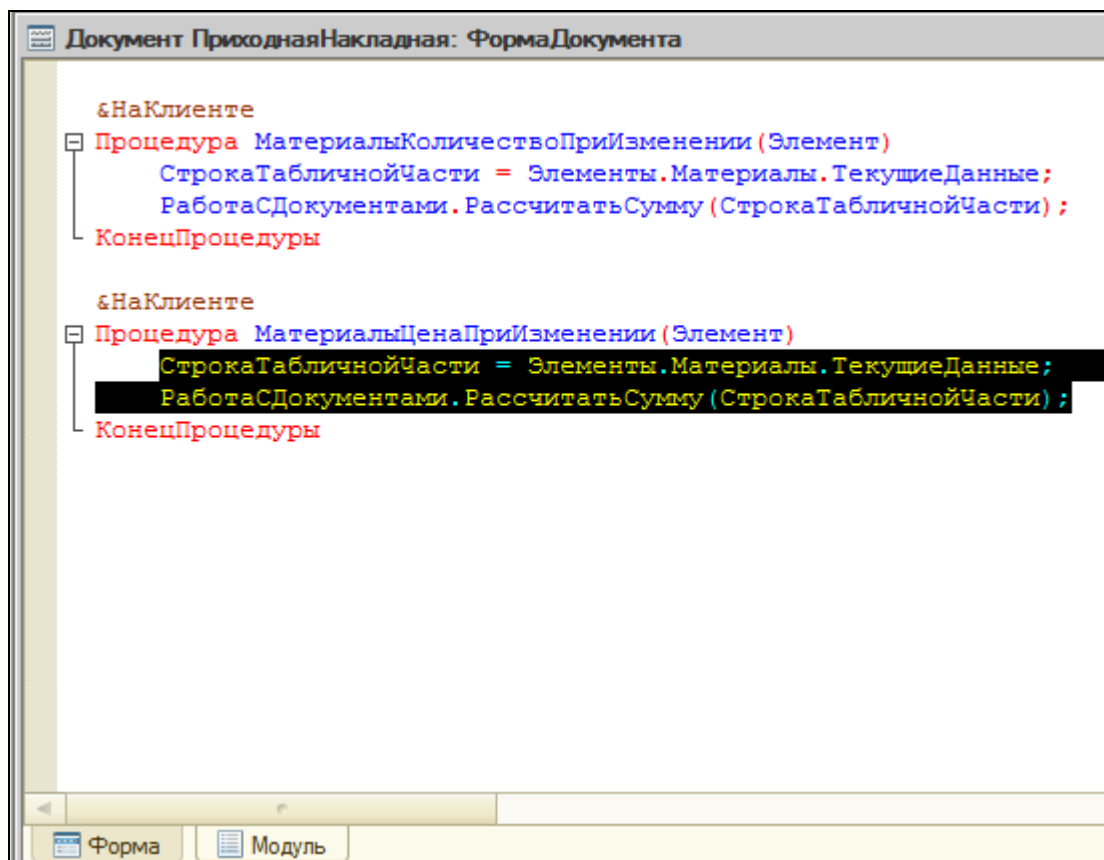 Документ ПриходнаяНакладная: ФормаДокумента
&НаКлиенте
Процедура МатериалыКоличествоПриИзменении(Элемент)
СтрокаТабличнойЧасти = Элементы.Материалы.ТекущиеДанные;
РаботаСДокументами.РассчитатьСумму(СтрокаТабличнойЧасти);
КонецПроцедуры
&НаКлиенте
Процедура МатериалыЦенаПриИзменении(Элемент)
СтрокаТабличнойЧасти = Элементы.Материалы.ТекущиеДанные;
РаботаСДокументами.РассчитатьСумму(СтрокаТабличнойЧасти);
КонецПроцедуры
Форма Модуль